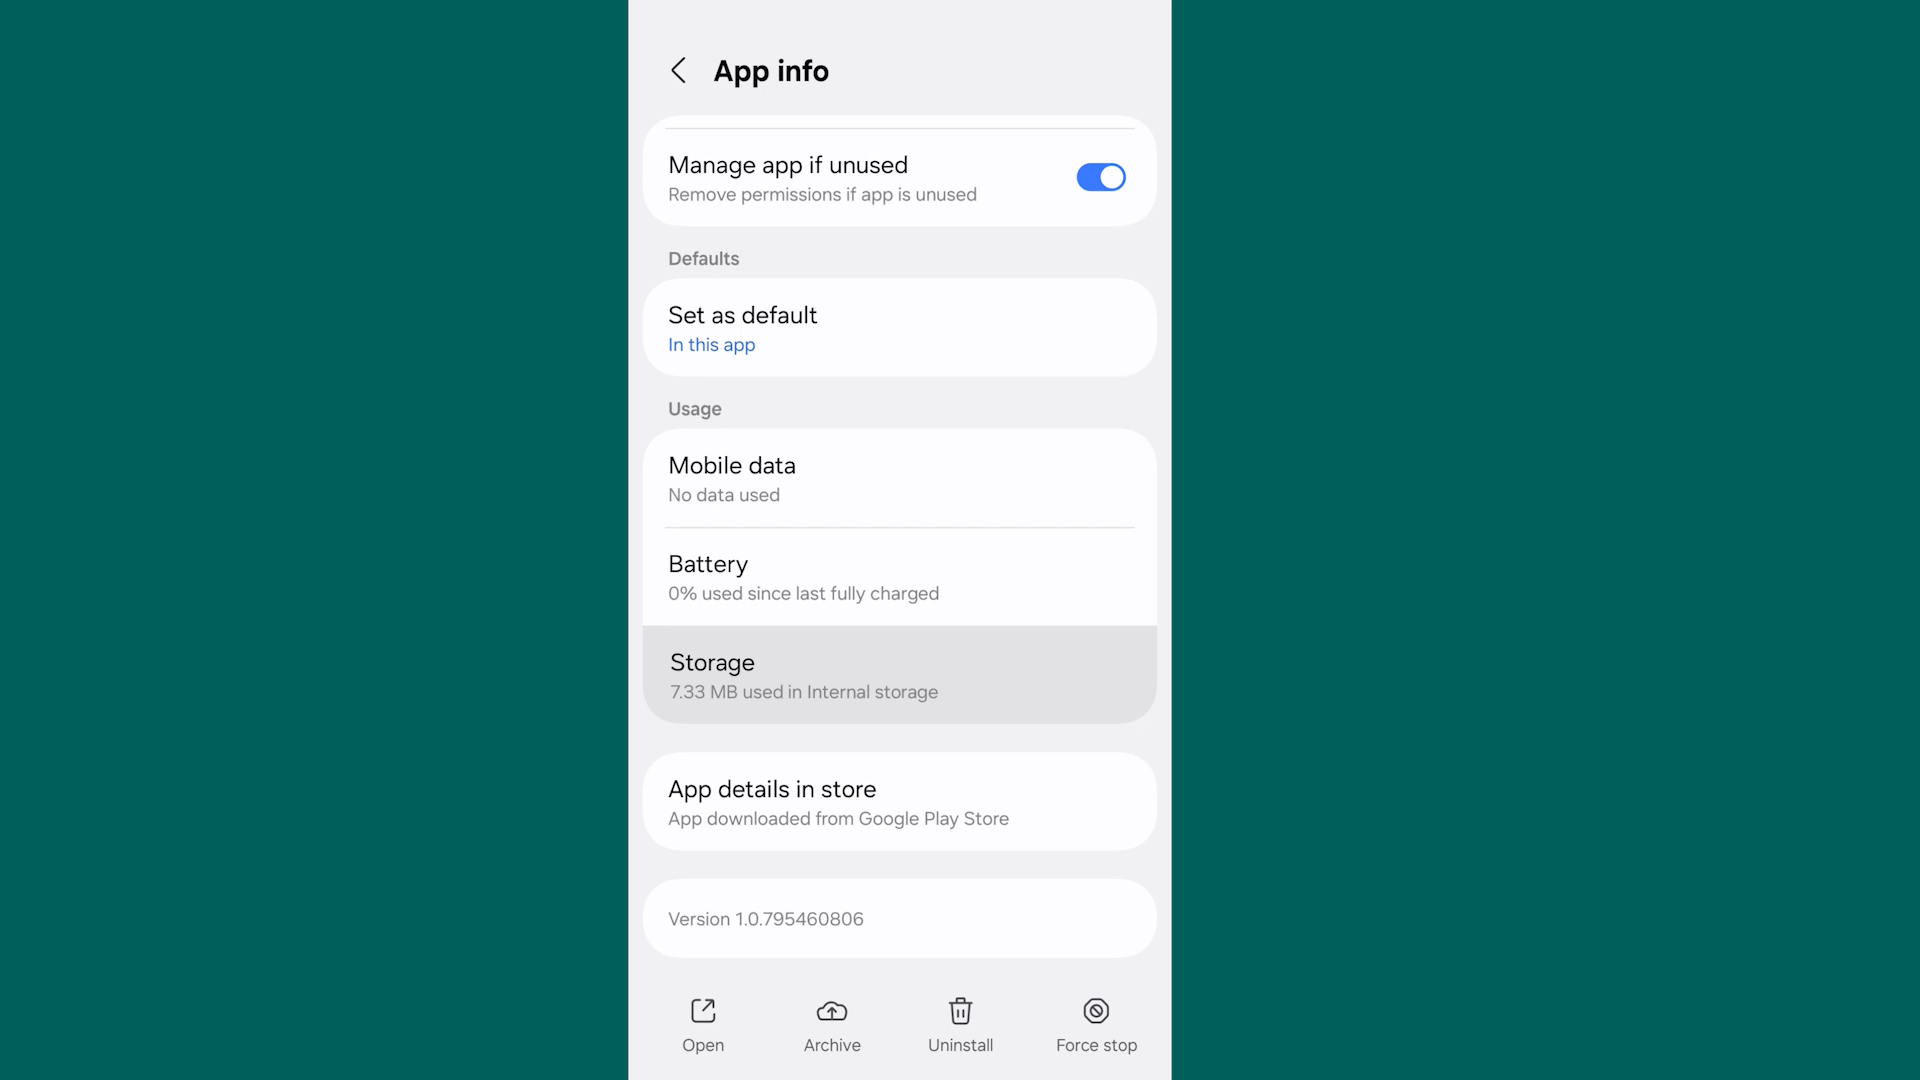 App info
Manage app if unused
Remove permissions if app is unused
Defaults
Set as default
In this app
Usage
Mobile data
No data used
Battery
0% used since last fully charged
Storage
7.33 MB used in Internal storage
App details in store
App downloaded from Google Play Store
Version 1.0.795460806
Open Archive Uninstall Force stop